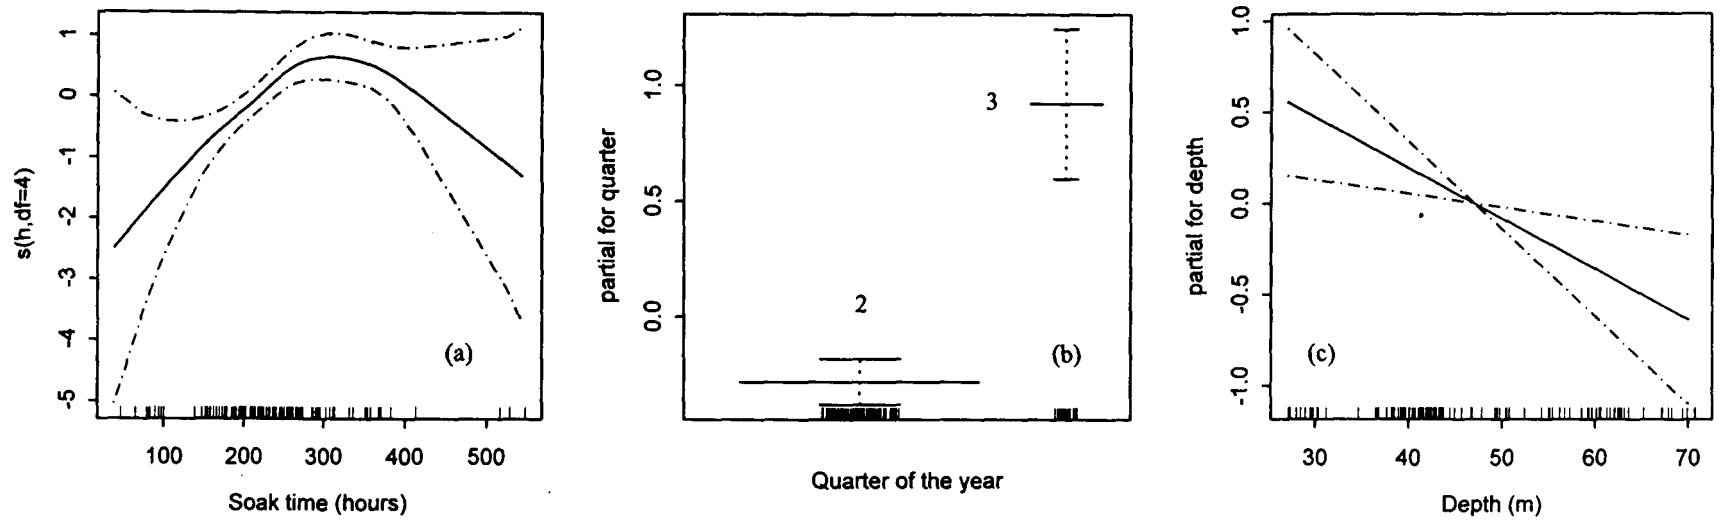 s(h,df=4)
1
0
-1
-2
-3
-4
-5
(a)
100 200 300 400 500
Soak time (hours)
partial for quarter
1.0
0.5
0.0
3
2
(b)
Quarter of the year
partial for depth
1.0
0.5
0.0
-0.5
-1.0
(c)
30 40 50 60 70
Depth (m)